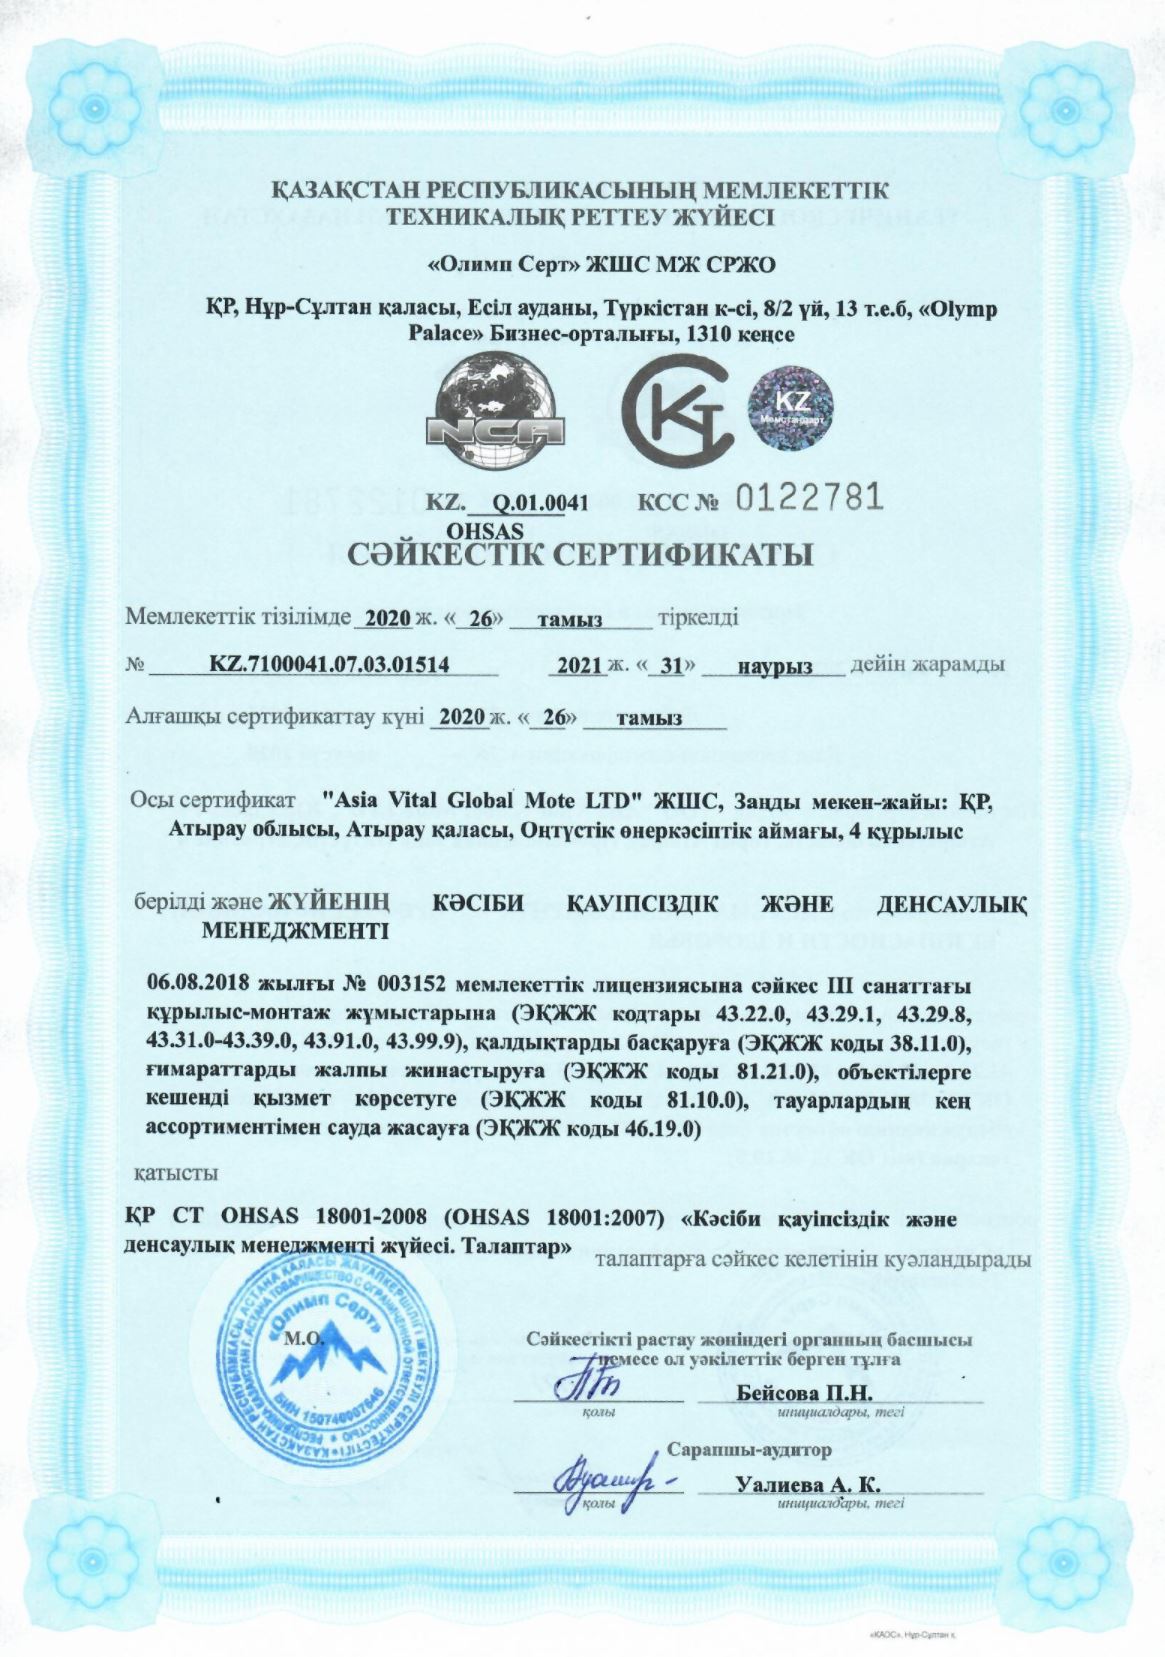 ҚАЗАҚСТАН РЕСПУБЛИКАСЫНЫҢ МЕМЛЕКЕТТІК
ТЕХНИКАЛЫҚ РЕТТЕУ ЖҮЙЕСІ
«Олимп Серт» ЖШС МЖ СРЖО
ҚР, Нұр-Сұлтан қаласы, Есіл ауданы, Түркістан к-сі, 8/2 үй, 13 т.е.б, «Olymp
Palace» Бизнес-орталығы, 1310 кеңсе
NCA
KZ
Мемстандарт
KZ. Q.01.0041 КСС № 0122781
OHSAS
СӘЙКЕСТІК СЕРТИФИКАТЫ
Мемлекеттік тізілімде 2020 ж. « 26» тамыз тіркелді
№ KZ.7100041.07.03.01514 2021 ж. « 31» наурыз дейін жарамды
Алғашқы сертификаттау күні 2020 ж. « 26» тамыз
Осы сертификат "Asia Vital Global Mote LTD" ЖШС, Заңды мекен-жайы: ҚР,
Атырау облысы, Атырау қаласы, Оңтүстік өнеркәсіптік аймағы, 4 құрылыс
берілді және ЖҮЙЕНІҢ КӘСІБИ ҚАУІПСІЗДІК ЖӘНЕ ДЕНСАУЛЫҚ
МЕНЕДЖМЕНТІ
06.08.2018 жылғы № 003152 мемлекеттік лицензиясына сәйкес III санаттағы
құрылыс-монтаж жұмыстарына (ЭҚЖЖ кодтары 43.22.0, 43.29.1, 43.29.8,
43.31.0-43.39.0, 43.91.0, 43.99.9), қалдықтарды басқаруға (ЭҚЖЖ коды 38.11.0),
ғимараттарды жалпы жинастыруға (ЭҚЖЖ коды 81.21.0), объектілерге
кешенді қызмет көрсетуге (ЭҚЖЖ коды 81.10.0), тауарлардың кең
ассортиментімен сауда жасауға (ЭҚЖЖ коды 46.19.0)
қатысты
ҚР СТ OHSAS 18001-2008 (OHSAS 18001:2007) «Кәсіби қауіпсіздік және
денсаулық менеджменті жүйесі. Талаптар»
талаптарға сәйкес келетінін куәландырады
«Олимп Серт»
М.О.
БИН 150740007646
Сәйкестікті растау жөніндегі органның басшысы
немесе ол уәкілеттік берген тұлға
Бейсова П.Н.
қолы инициалдары, тегі
Сарапшы-аудитор
Уалиева А. К.
қолы инициалдары, тегі
«КАОС», Нұр-Сұлтан қ.